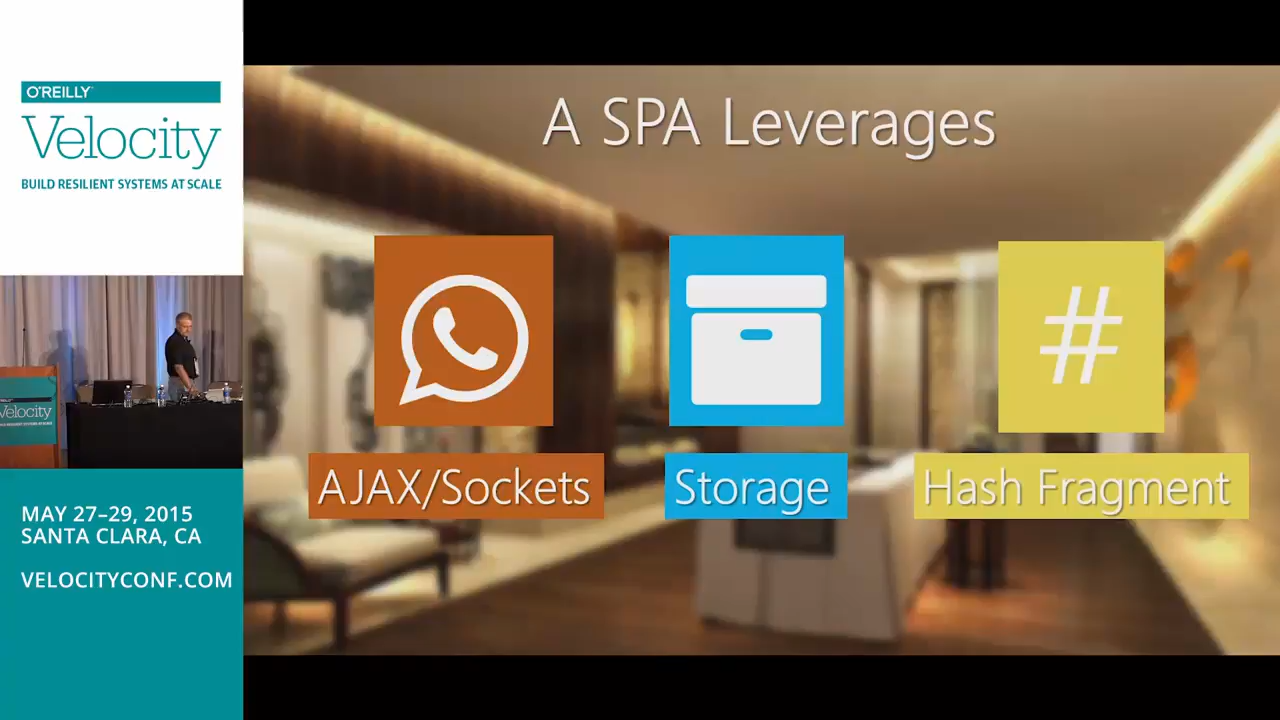 O'REILLY
Velocity
BUILD RESILIENT SYSTEMS AT SCALE
Velocity
MAY 27–29, 2015
SANTA CLARA, CA
VELOCITYCONF.COM
A SPA Leverages
#
AJAX/Sockets
Storage
Hash Fragment